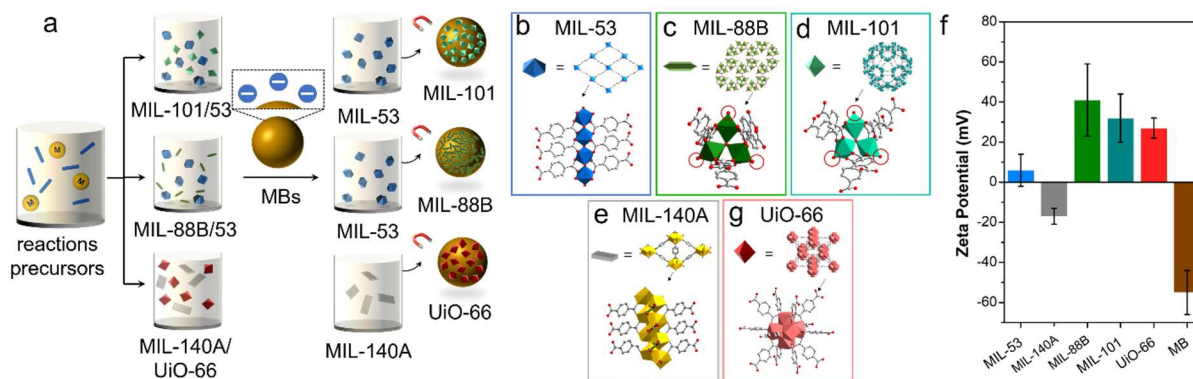 a
MIL-101/53
MIL-53
MIL-101
M
M
M
reactions
precursors
MIL-88B/53
MBs
MIL-53
MIL-88B
MIL-140A/
UiO-66
MIL-140A
UiO-66
b
MIL-53
=
c
MIL-88B
=
d
MIL-101
=
e
MIL-140A
=
g
UiO-66
=
f
Zeta Potential (mV)
80
60
40
20
0
-20
-40
-60
MIL-53
MIL-140A
MIL-88B
MIL-101
UiO-66
MB